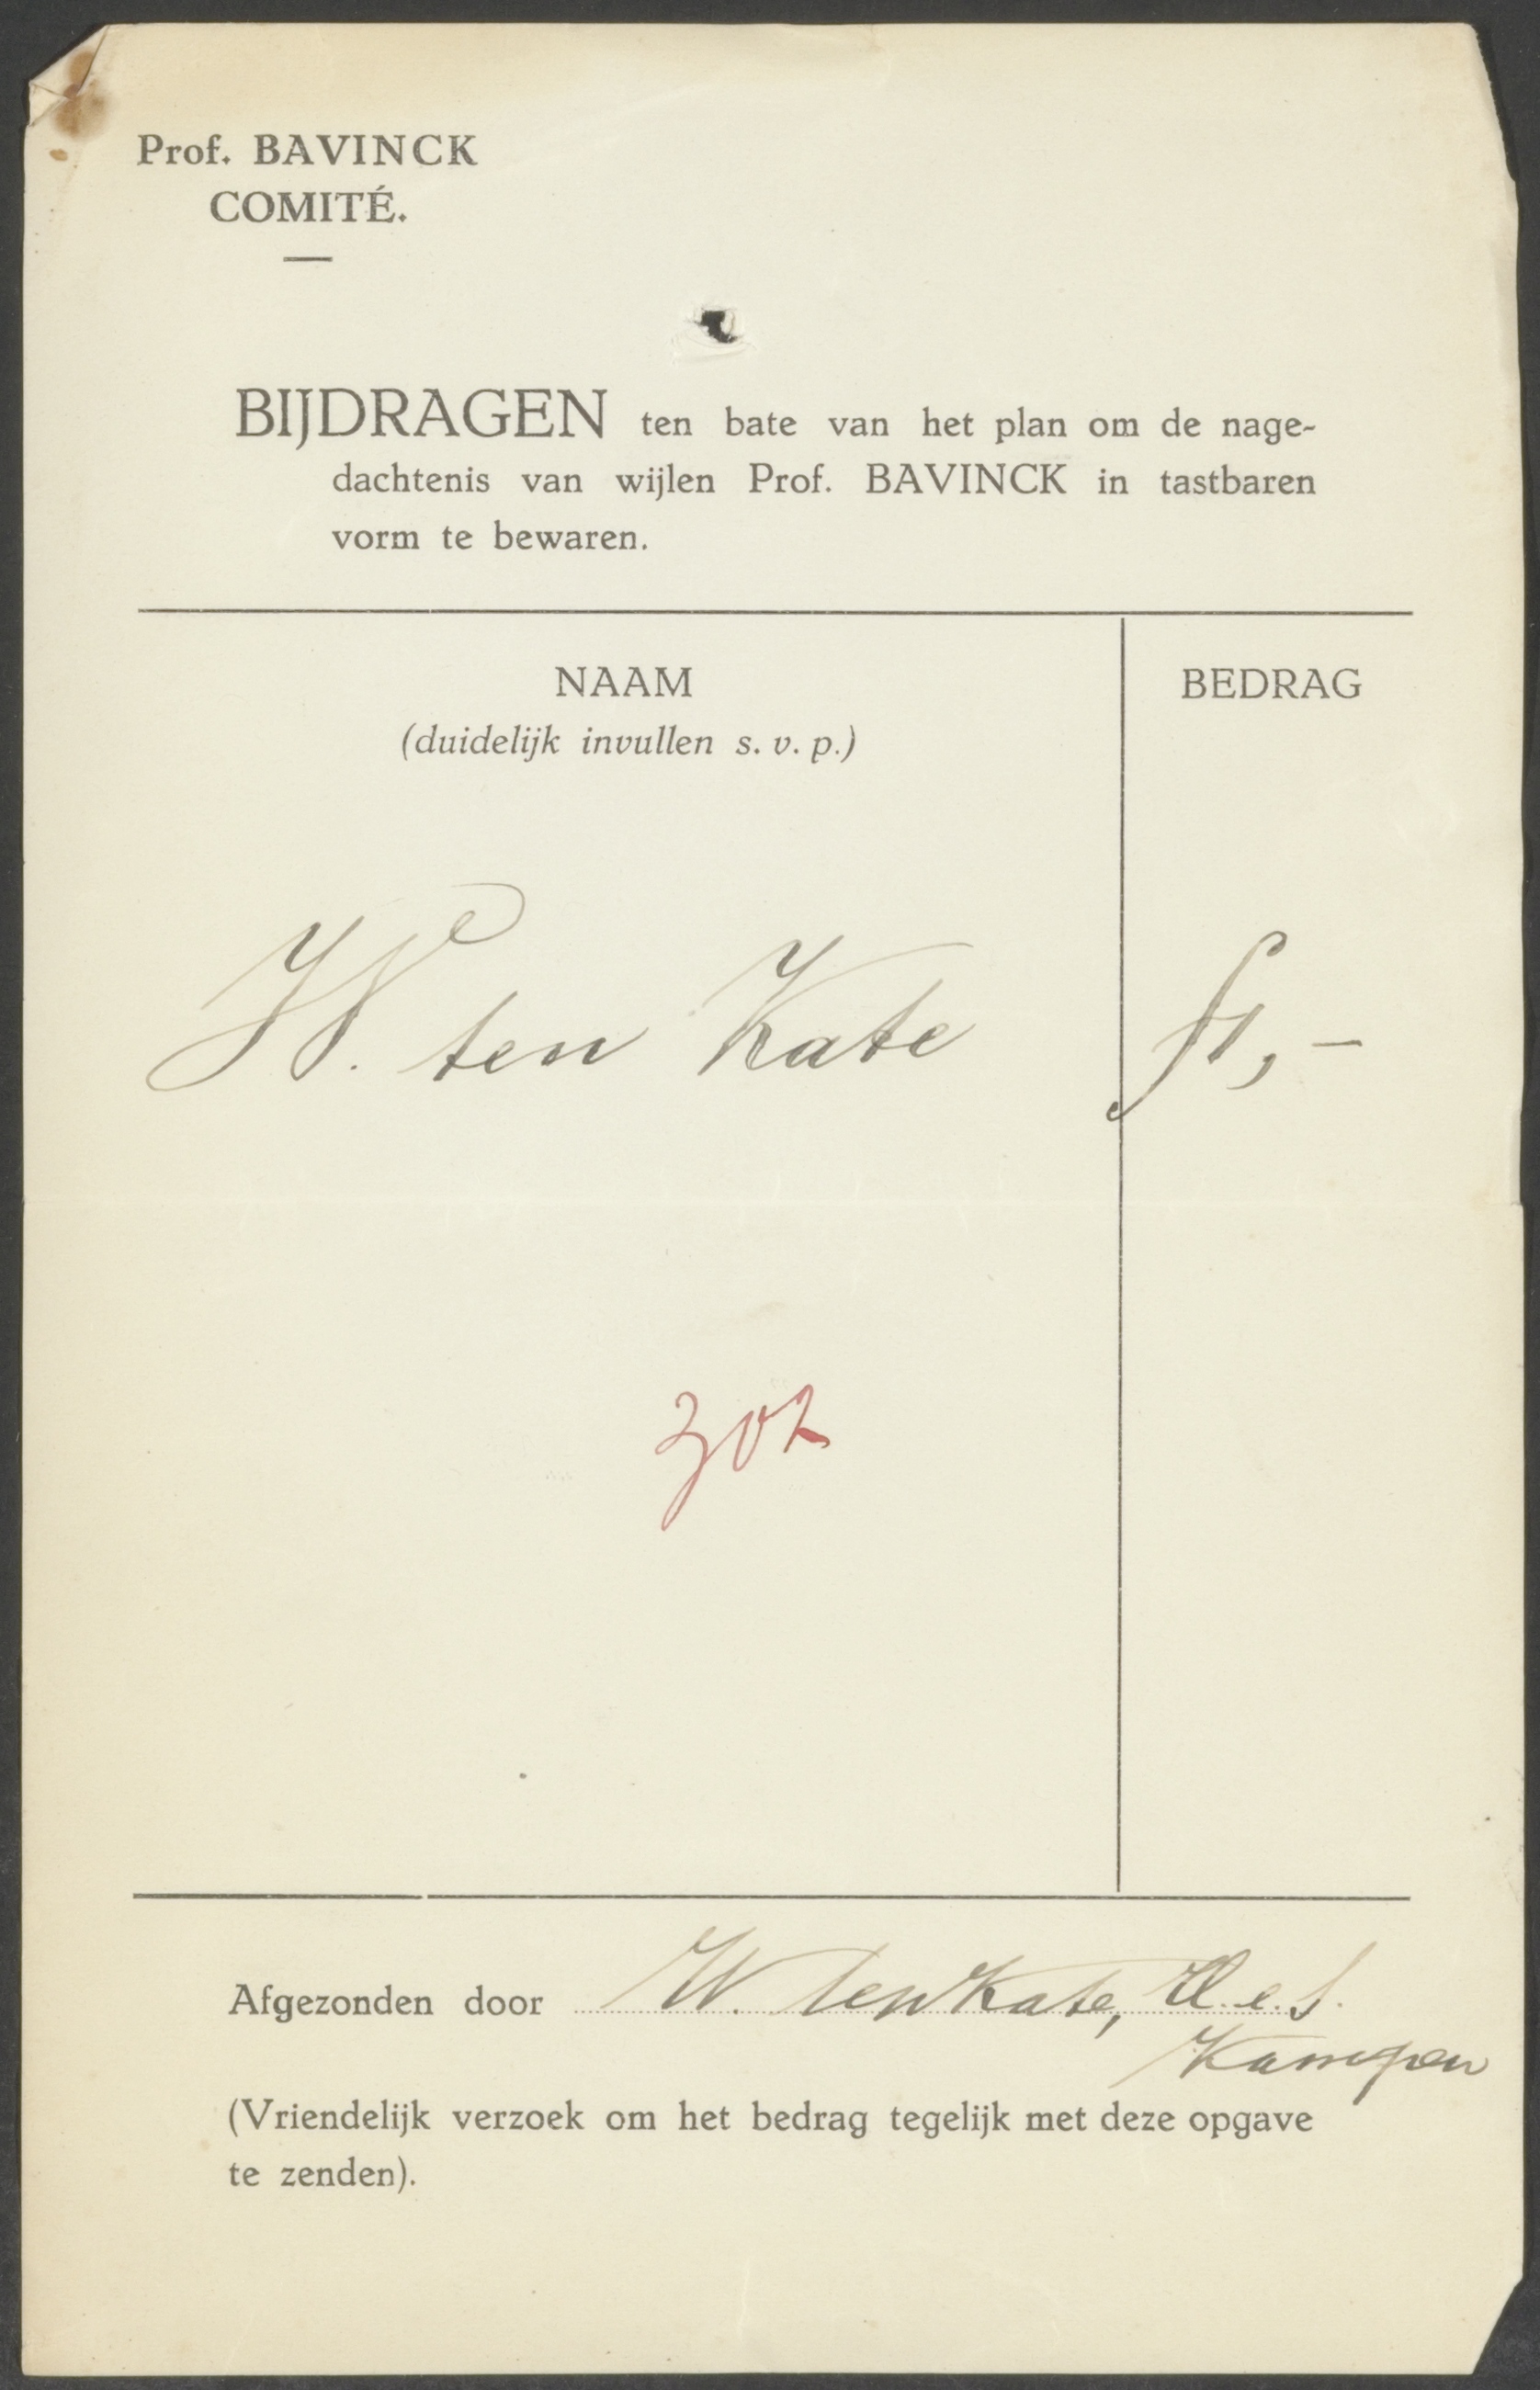 Prof. BAVINCK
COMITÉ.
BIJDRAGEN ten bate van het plan om de nage-
dachtenis van wijlen Prof. BAVINCK in tastbaren
vorm te bewaren.
NAAM BEDRAG
(duidelijk invullen s. v. p.)
W. ten Kate f1,-
302
Afgezonden door W. ten Kate,
Kampen
(Vriendelijk verzoek om het bedrag tegelijk met deze opgave
te zenden).